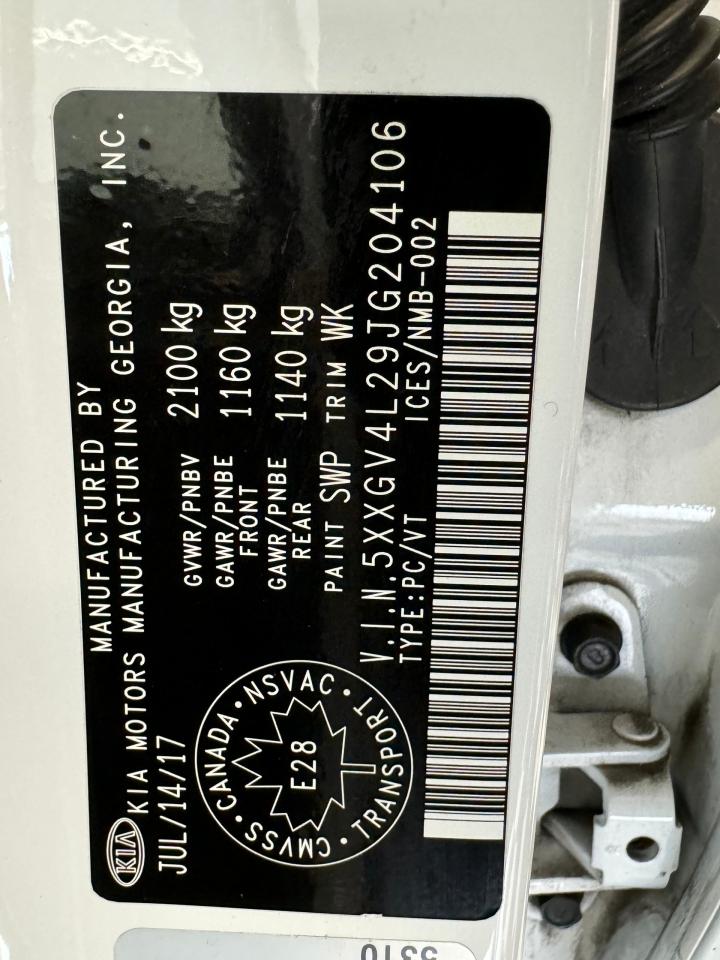 MANUFACTURED BY
KIA KIA MOTORS MANUFACTURING GEORGIA, INC.
JUL/14/17
GVWR/PNBV 2100 kg
GAWR/PNBE 1160 kg
FRONT
GAWR/PNBE 1140 kg
REAR
PAINT SWP TRIM WK
CMVSS · CANADA · NSVAC · TRANSPORT ·
E28
V.I.N.5XXGV4L29JG204106
TYPE:PC/VT ICES/NMB-002
5310